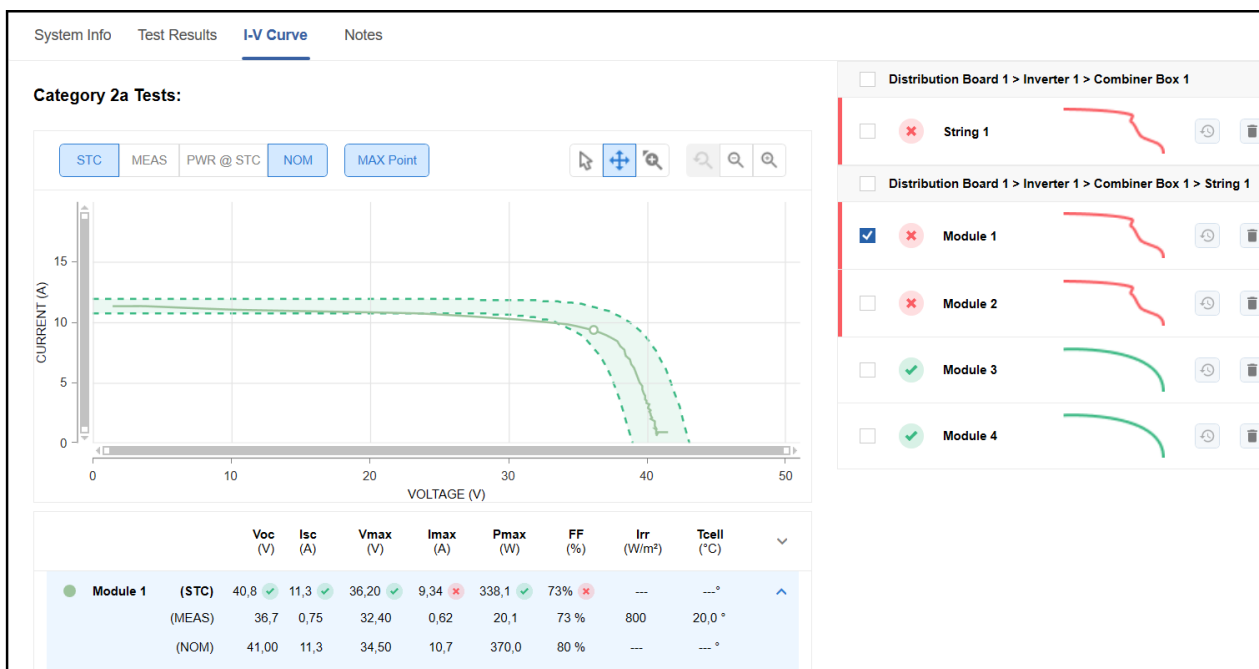 System Info Test Results I-V Curve Notes
Category 2a Tests:
STC MEAS PWR @ STC NOM MAX Point
CURRENT (A)
15
10
5
0
0 10 20 30 40 50
VOLTAGE (V)
Voc Isc Vmax Imax Pmax FF Irr Tcell
(V) (A) (V) (A) (W) (%) (W/m²) (°C)
Module 1 (STC) 40,8 11,3 36,20 9,34 338,1 73% --- ---°
(MEAS) 36,7 0,75 32,40 0,62 20,1 73 % 800 20,0 °
(NOM) 41,00 11,3 34,50 10,7 370,0 80 % --- --- °
Distribution Board 1 > Inverter 1 > Combiner Box 1
String 1
Distribution Board 1 > Inverter 1 > Combiner Box 1 > String 1
Module 1
Module 2
Module 3
Module 4